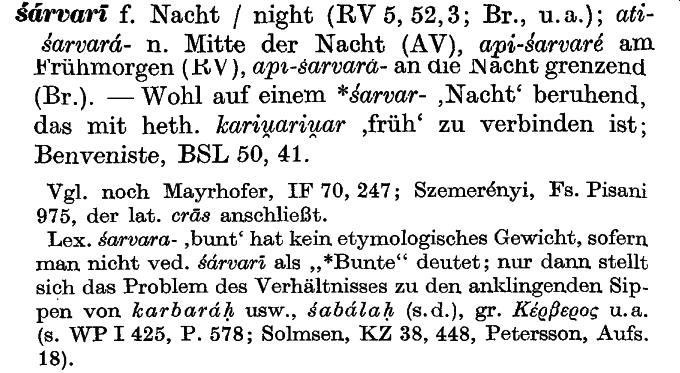 śárvarī f. Nacht / night (RV 5, 52, 3; Br., u. a.); ati-
śarvará- n. Mitte der Nacht (AV), api-śarvaré am
Frühmorgen (RV), api-śarvará- an die Nacht grenzend
(Br.). — Wohl auf einem *śarvar- ‚Nacht‘ beruhend,
das mit heth. kariu̯ariu̯ar ‚früh‘ zu verbinden ist;
Benveniste, BSL 50, 41.
Vgl. noch Mayrhofer, IF 70, 247; Szemerényi, Fs. Pisani
975, der lat. crās anschließt.
Lex. śarvara- ‚bunt‘ hat kein etymologisches Gewicht, sofern
man nicht ved. śárvarī als „*Bunte“ deutet; nur dann stellt
sich das Problem des Verhältnisses zu den anklingenden Sip-
pen von karbaráḥ usw., śabálaḥ (s. d.), gr. Κέρβερος u. a.
(s. WP I 425, P. 578; Solmsen, KZ 38, 448, Petersson, Aufs.
18).